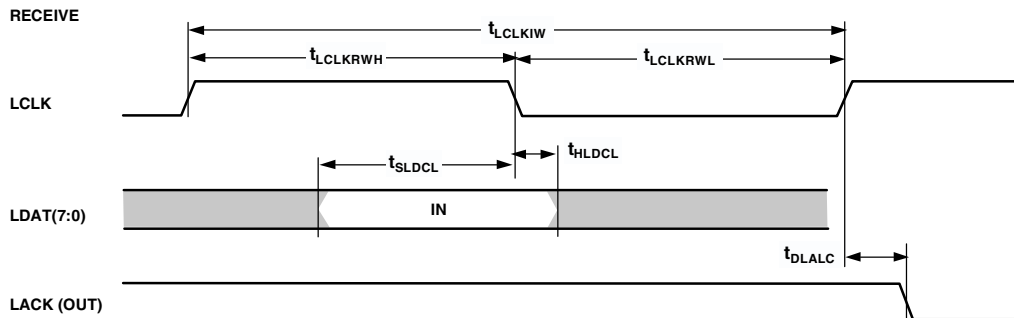 RECEIVE
tLCLKIW
tLCLKRWH
tLCLKRWL
LCLK
tSLDCL
tHLDCL
LDAT(7:0)
IN
tDLALC
LACK (OUT)